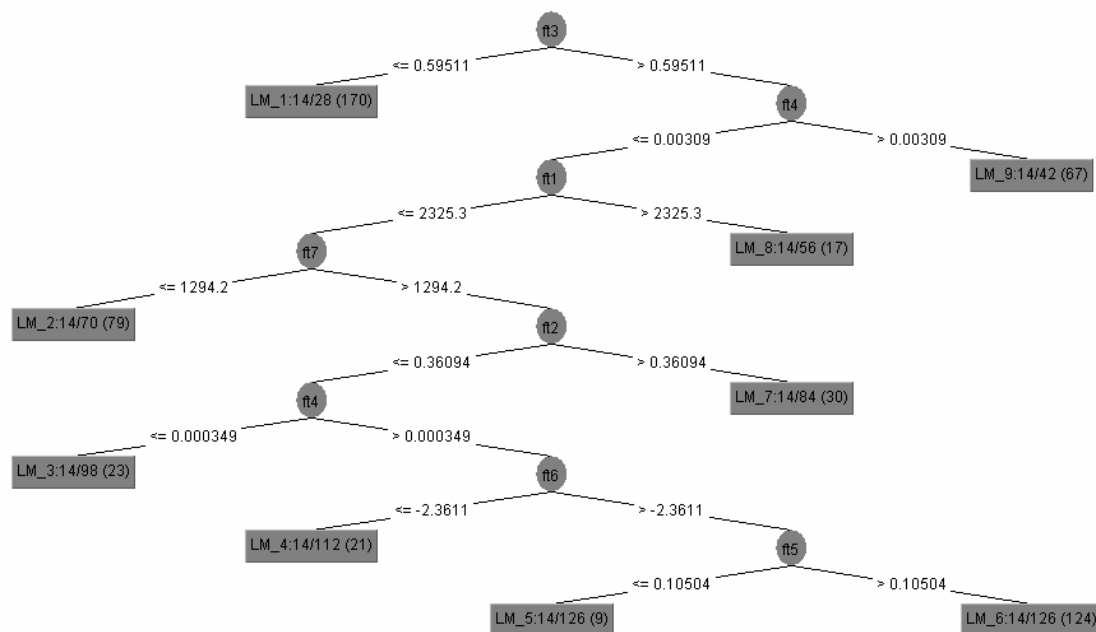 ft3
<= 0.59511
> 0.59511
LM_1:14/28 (170)
ft4
<= 0.00309
> 0.00309
ft1
LM_9:14/42 (67)
<= 2325.3
> 2325.3
ft7
LM_8:14/56 (17)
<= 1294.2
> 1294.2
LM_2:14/70 (79)
ft2
<= 0.36094
> 0.36094
ft4
LM_7:14/84 (30)
<= 0.000349
> 0.000349
LM_3:14/98 (23)
ft6
<= -2.3611
> -2.3611
LM_4:14/112 (21)
ft5
<= 0.10504
> 0.10504
LM_5:14/126 (9)
LM_6:14/126 (124)